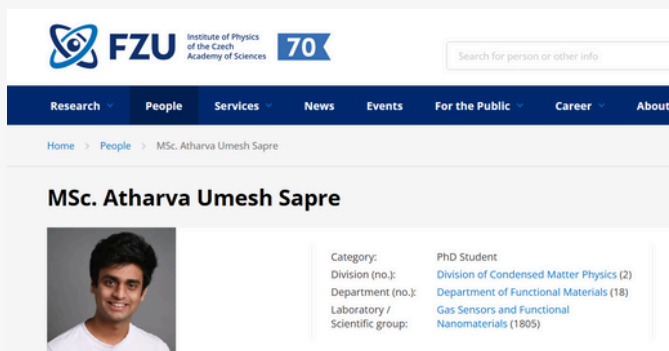 FZU
Institute of Physics
of the Czech
Academy of Sciences
70
Search for person or other info
Research People Services News Events For the Public Career About
Home > People > MSc. Atharva Umesh Sapre
MSc. Atharva Umesh Sapre
Category: PhD Student
Division (no.): Division of Condensed Matter Physics (2)
Department (no.): Department of Functional Materials (18)
Laboratory / Gas Sensors and Functional
Scientific group: Nanomaterials (1805)